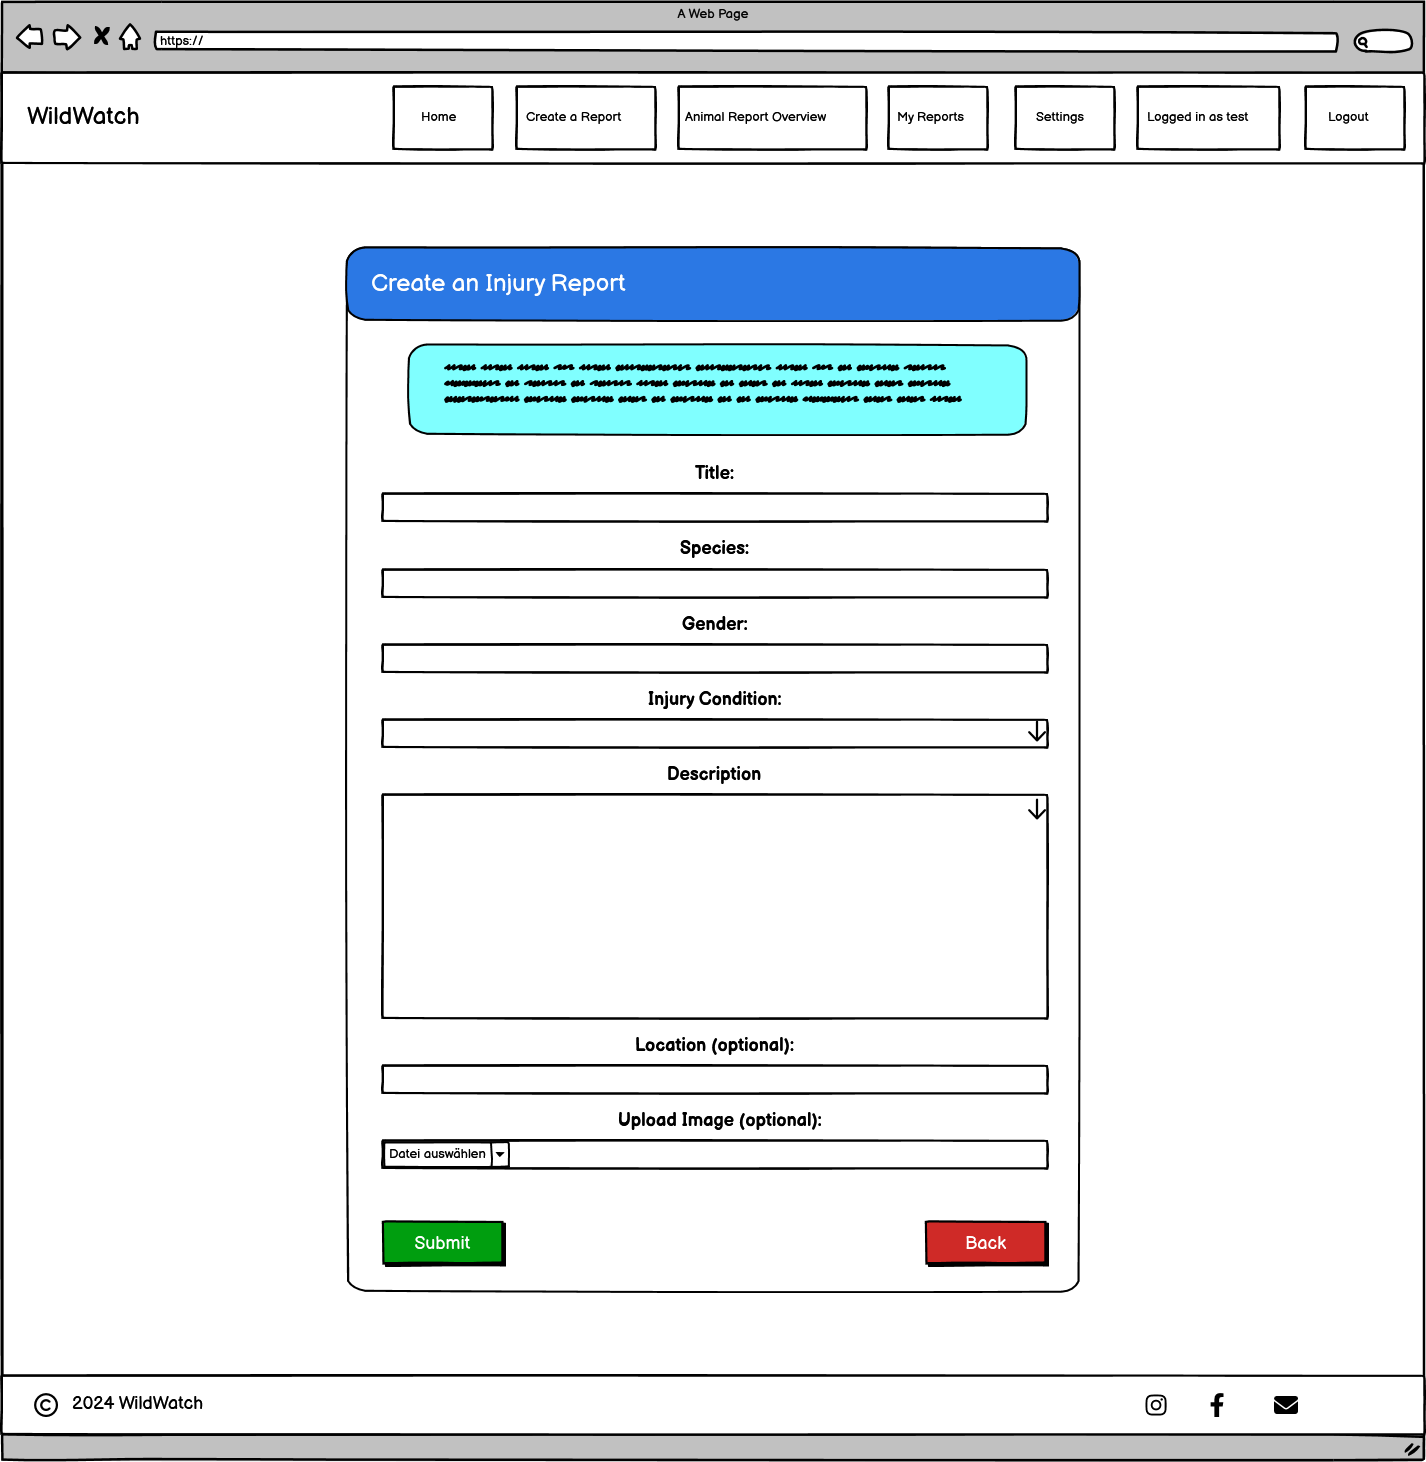 A Web Page
https://
WildWatch
Home
Create a Report
Animal Report Overview
My Reports
Settings
Logged in as test
Logout
Create an Injury Report
Title:
Species:
Gender:
Injury Condition:
Description
Location (optional):
Upload Image (optional):
Datei auswählen
Submit
Back
© 2024 WildWatch